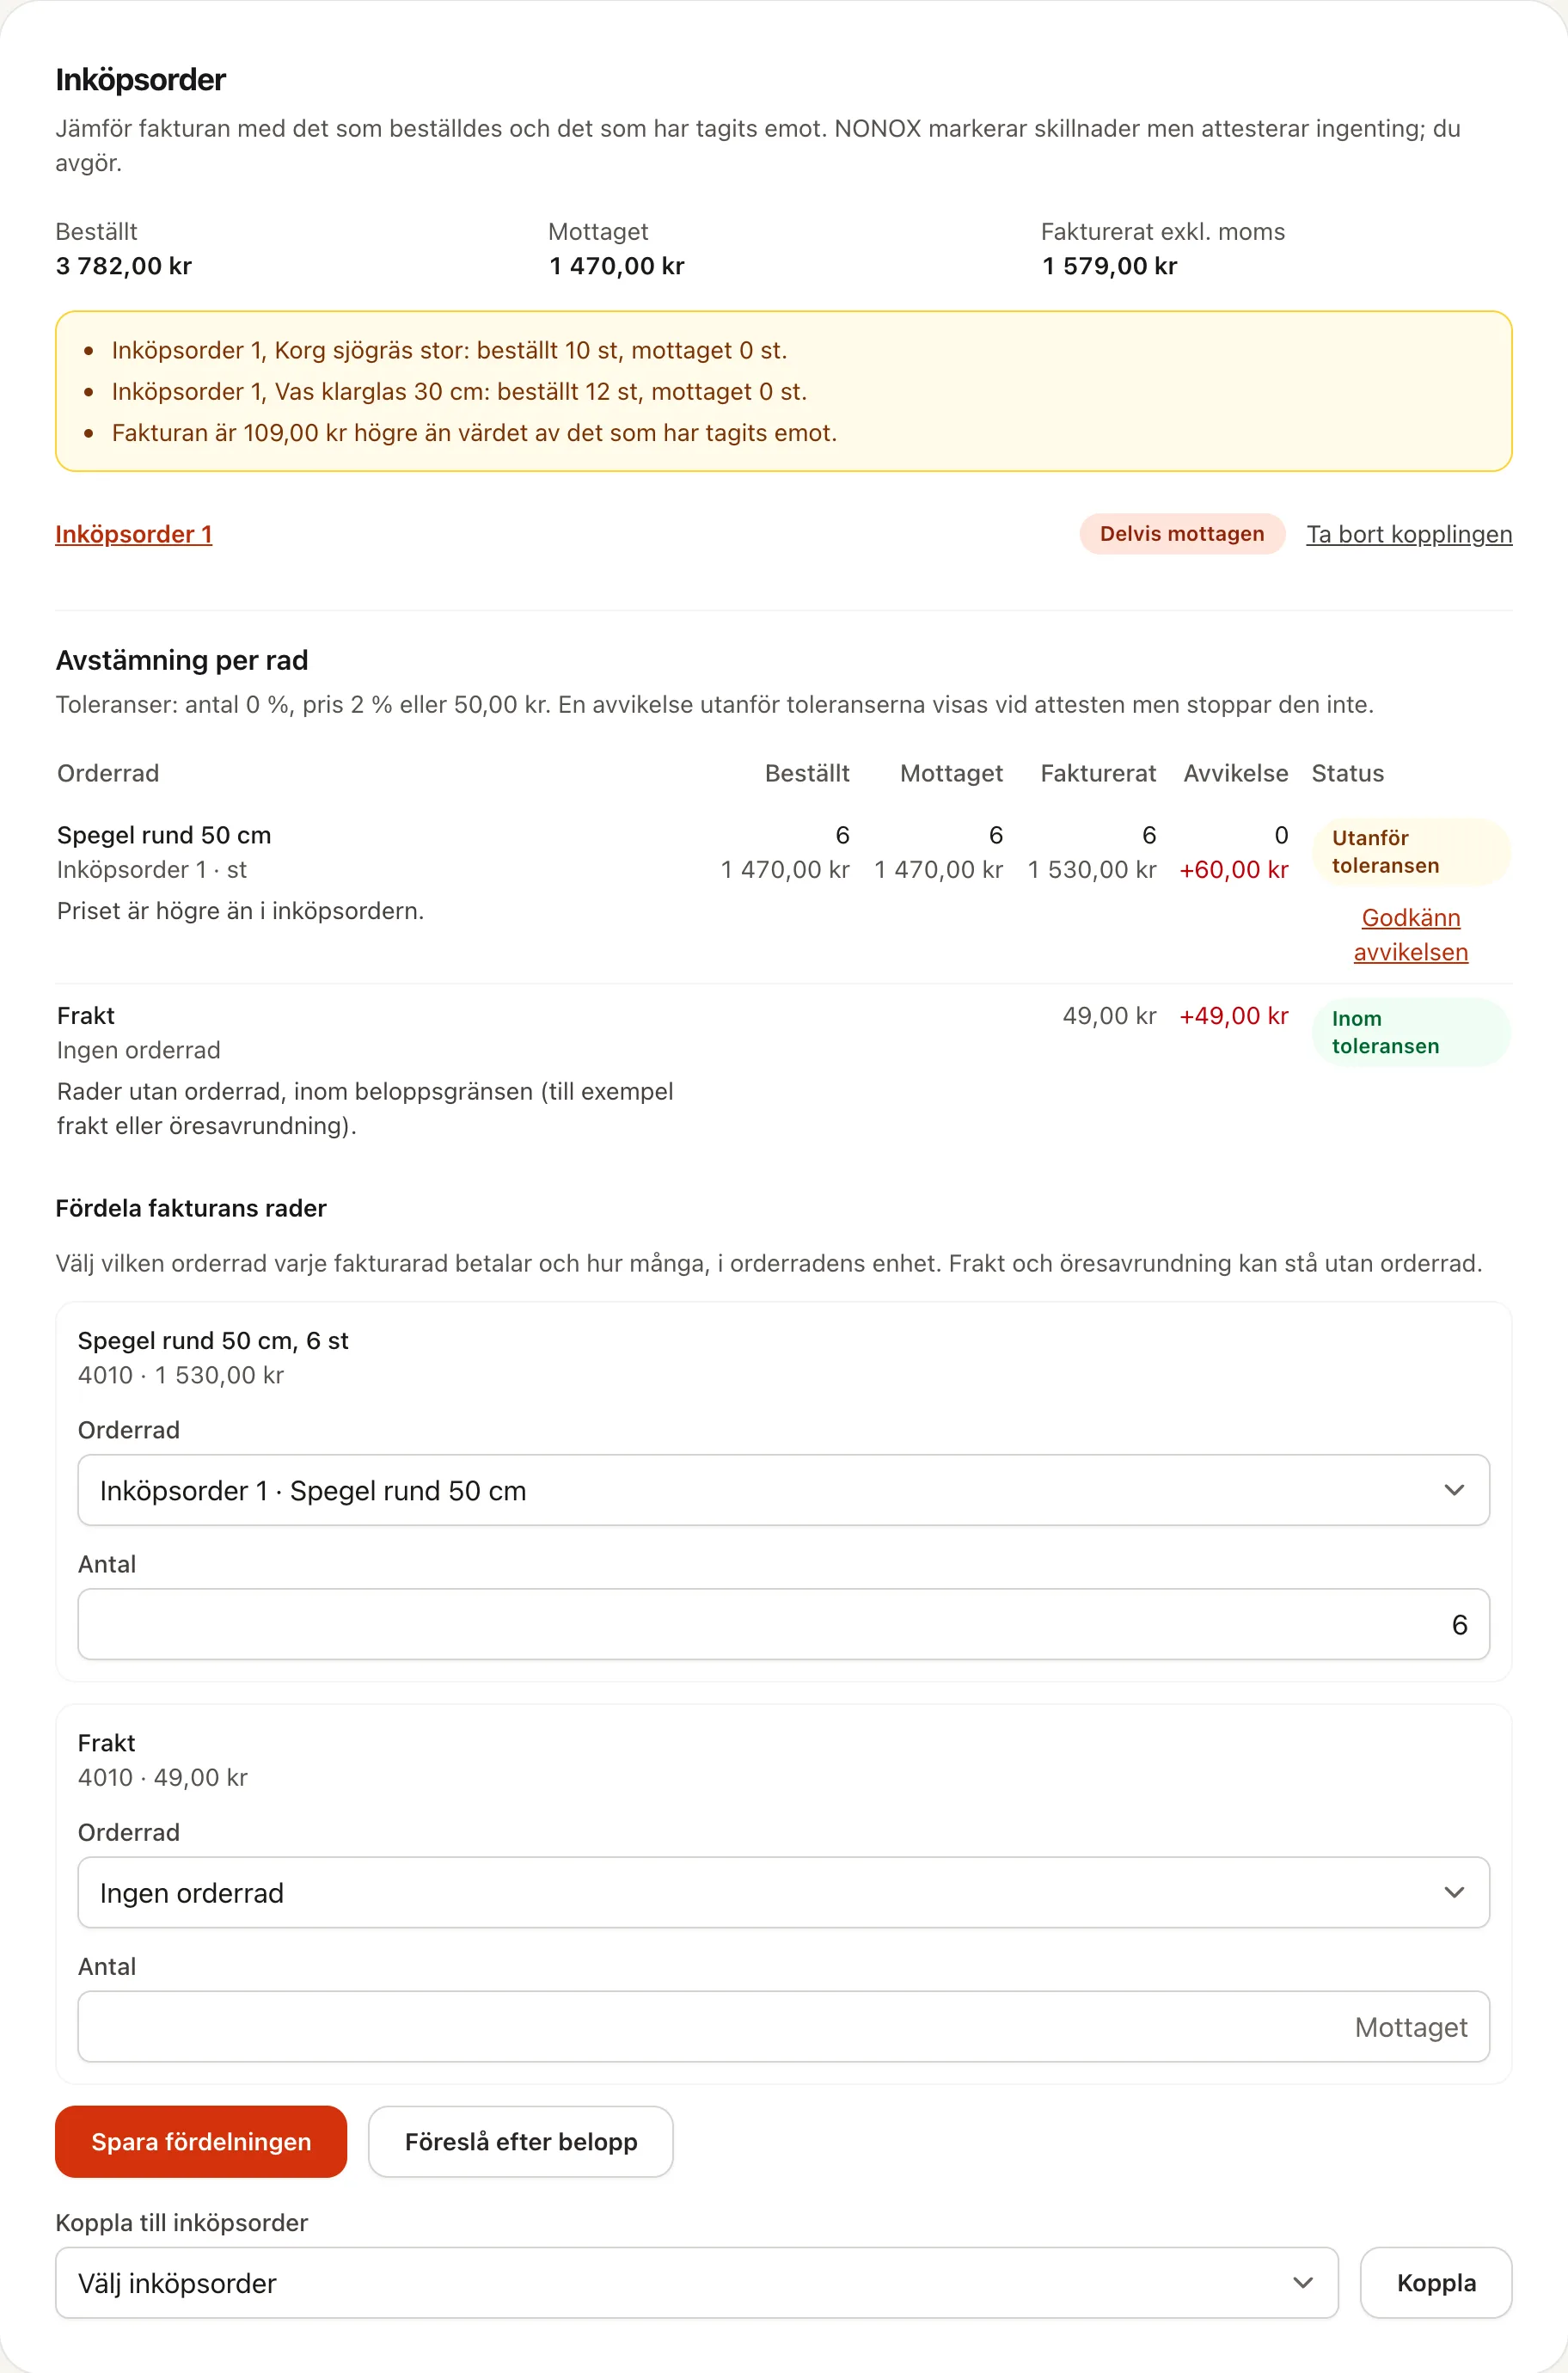 Inköpsorder
Jämför fakturan med det som beställdes och det som har tagits emot. NONOX markerar skillnader men attesterar ingenting; du
avgör.
Beställt
3 782,00 kr
Mottaget
1 470,00 kr
Fakturerat exkl. moms
1 579,00 kr
Inköpsorder 1, Korg sjögräs stor: beställt 10 st, mottaget 0 st.
Inköpsorder 1, Vas klarglas 30 cm: beställt 12 st, mottaget 0 st.
Fakturan är 109,00 kr högre än värdet av det som har tagits emot.
Inköpsorder 1 Delvis mottagen Ta bort kopplingen
Avstämning per rad
Toleranser: antal 0 %, pris 2 % eller 50,00 kr. En avvikelse utanför toleranserna visas vid attesten men stoppar den inte.
Orderrad Beställt Mottaget Fakturerat Avvikelse Status
Spegel rund 50 cm 6 6 6 0 Utanför
toleransen
Inköpsorder 1 · st 1 470,00 kr 1 470,00 kr 1 530,00 kr +60,00 kr
Priset är högre än i inköpsordern.
Godkänn
avvikelsen
Frakt 49,00 kr +49,00 kr Inom
toleransen
Ingen orderrad
Rader utan orderrad, inom beloppsgränsen (till exempel
frakt eller öresavrundning).
Fördela fakturans rader
Välj vilken orderrad varje fakturarad betalar och hur många, i orderradens enhet. Frakt och öresavrundning kan stå utan orderrad.
Spegel rund 50 cm, 6 st
4010 · 1 530,00 kr
Orderrad
Inköpsorder 1 · Spegel rund 50 cm
Antal
6
Frakt
4010 · 49,00 kr
Orderrad
Ingen orderrad
Antal
Mottaget
Spara fördelningen Föreslå efter belopp
Koppla till inköpsorder
Välj inköpsorder Koppla